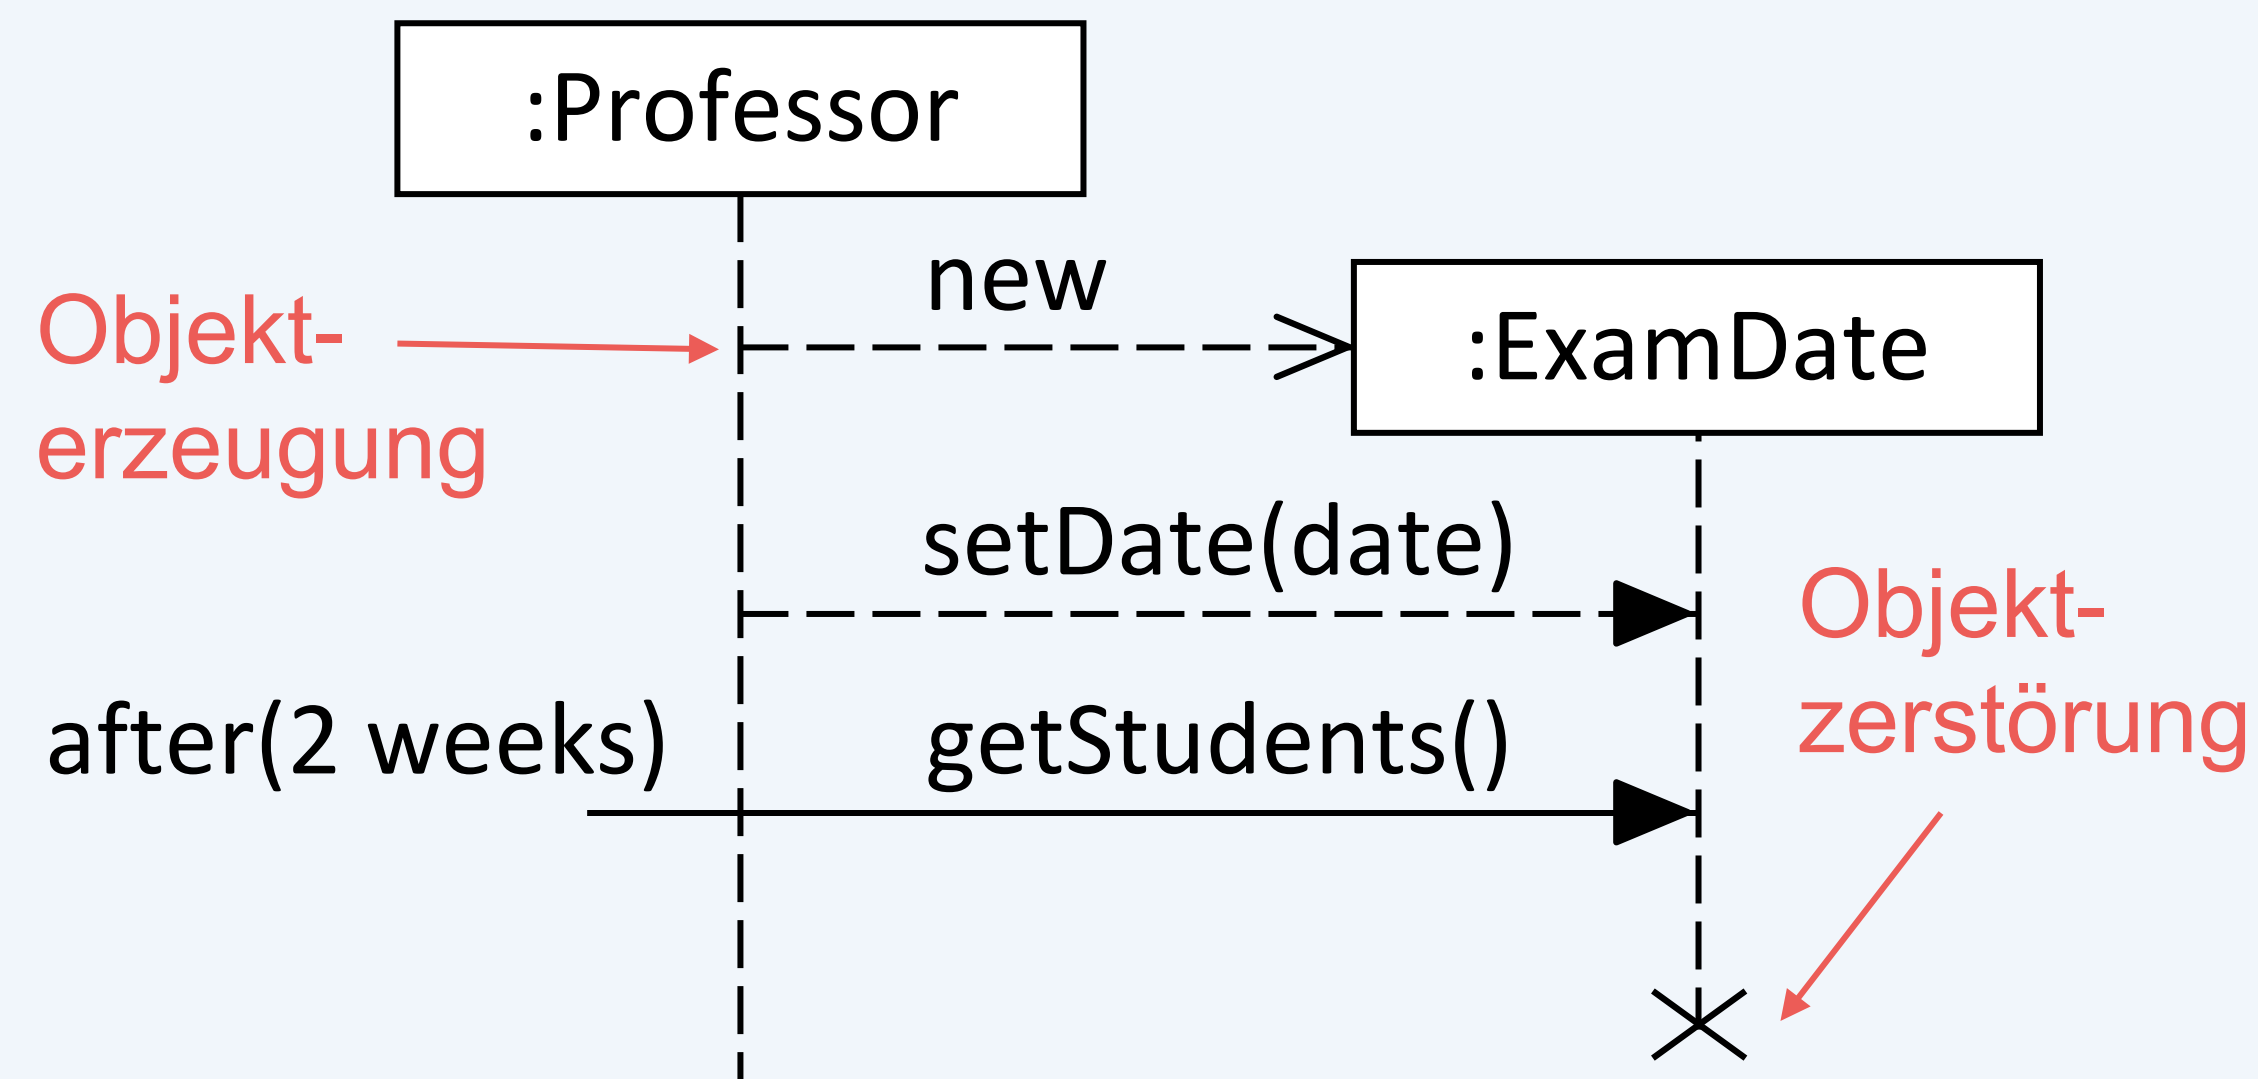 :Professor
new
:ExamDate
Objekt-
erzeugung
setDate(date)
Objekt-
zerstörung
after(2 weeks)
getStudents()